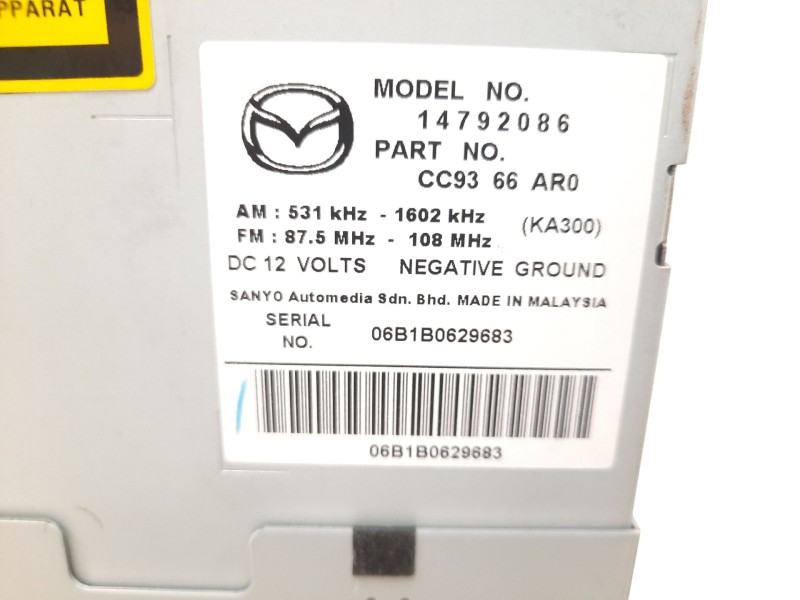 PPARAT
MODEL NO.
14792086
PART NO.
CC93 66 AR0
AM : 531 kHz - 1602 kHz
(KA300)
FM : 87.5 MHz - 108 MHz
DC 12 VOLTS NEGATIVE GROUND
SANYO Automedia Sdn. Bhd. MADE IN MALAYSIA
SERIAL
NO.
06B1B0629683
06B1B0629683